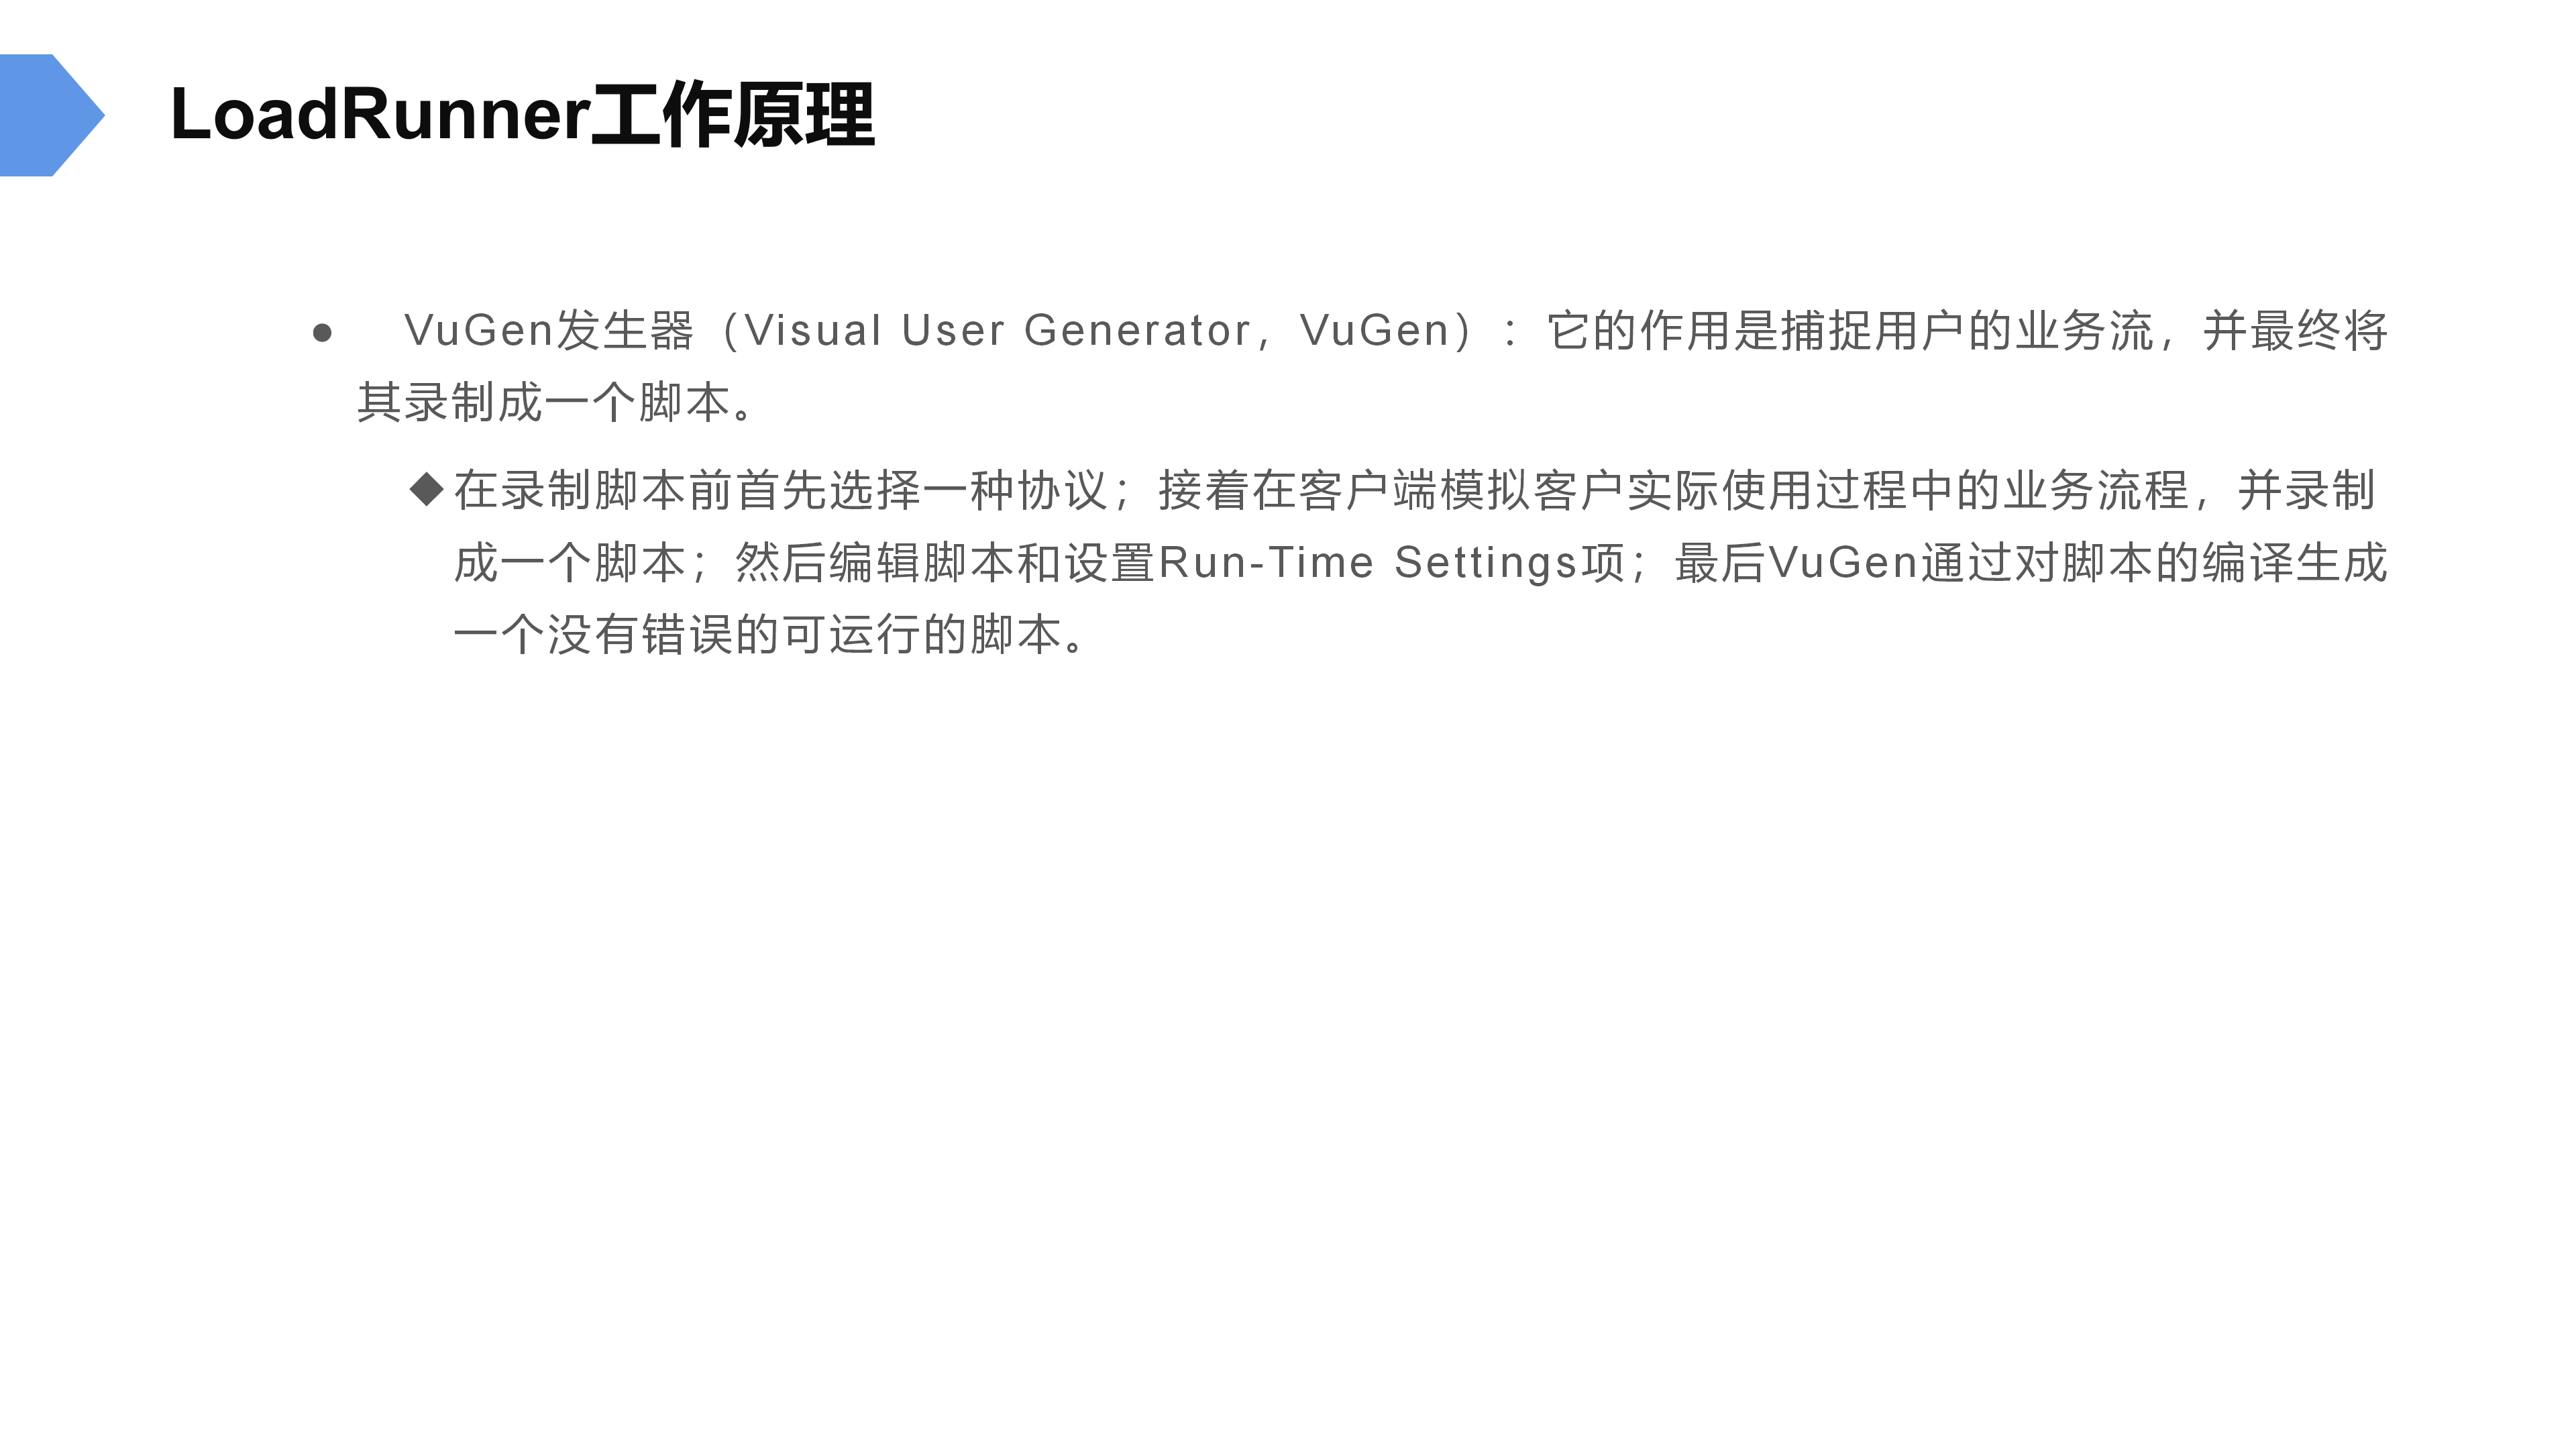 LoadRunner工作原理
● VuGen发生器（Visual User Generator，VuGen）：它的作用是捕捉用户的业务流，并最终将
其录制成一个脚本。
◆在录制脚本前首先选择一种协议；接着在客户端模拟客户实际使用过程中的业务流程，并录制
成一个脚本；然后编辑脚本和设置Run-Time Settings项；最后VuGen通过对脚本的编译生成
一个没有错误的可运行的脚本。